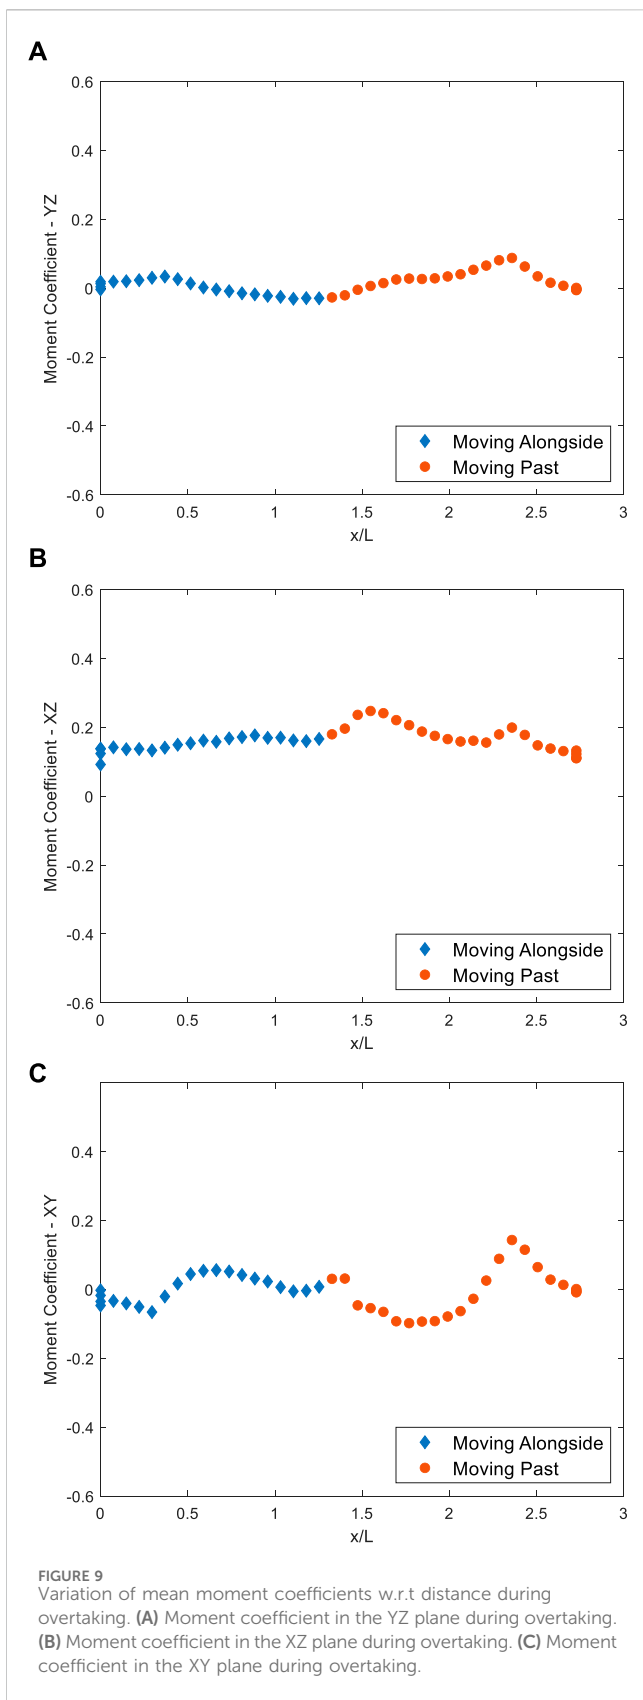 A
0.6
0.4
0.2
0
-0.2
-0.4
-0.6
Moment Coefficient - YZ
Moving Alongside
Moving Past
0 0.5 1 1.5 2 2.5 3
x/L
B
0.6
0.4
0.2
0
-0.2
-0.4
-0.6
Moment Coefficient - XZ
Moving Alongside
Moving Past
0 0.5 1 1.5 2 2.5 3
x/L
C
0.4
0.2
0
-0.2
-0.4
-0.6
Moment Coefficient - XY
Moving Alongside
Moving Past
0 0.5 1 1.5 2 2.5 3
x/L
FIGURE 9
Variation of mean moment coefficients w.r.t distance during
overtaking. (A) Moment coefficient in the YZ plane during overtaking.
(B) Moment coefficient in the XZ plane during overtaking. (C) Moment
coefficient in the XY plane during overtaking.